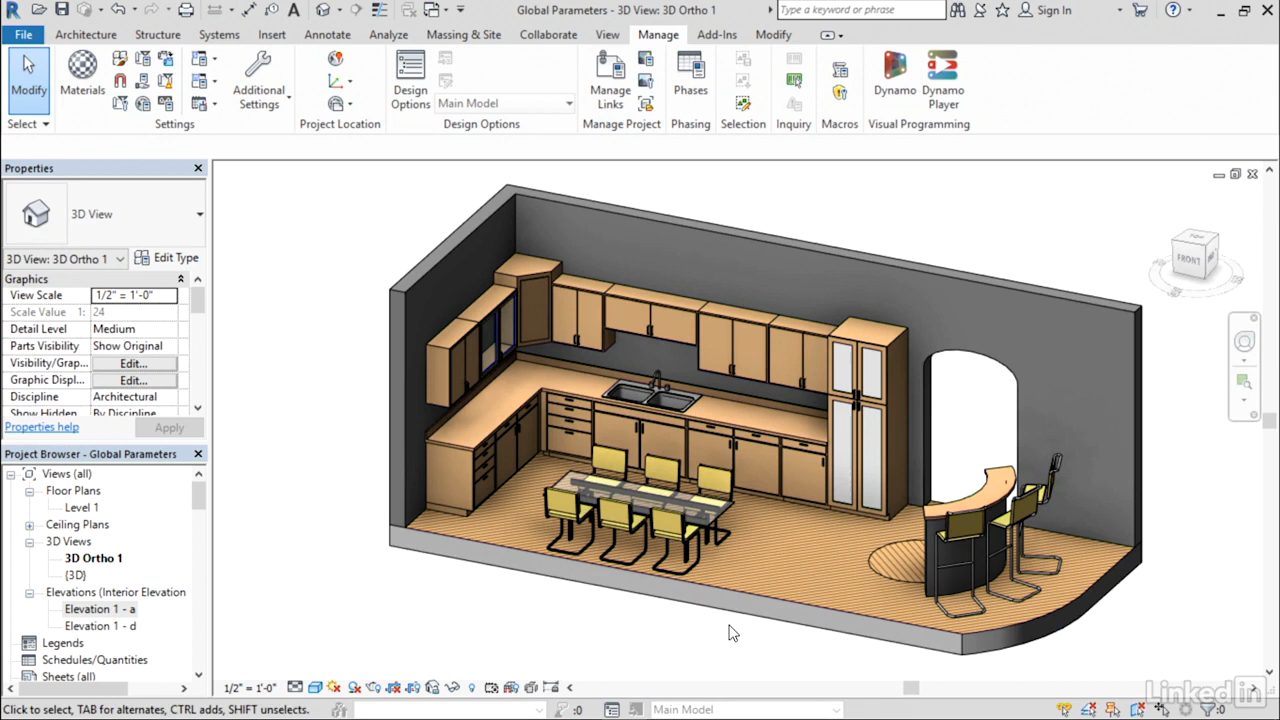 Global Parameters - 3D View: 3D Ortho 1
Type a keyword or phrase
Sign In
File Architecture Structure Systems Insert Annotate Analyze Massing & Site Collaborate View Manage Add-Ins Modify
Modify
Materials
Additional Settings
Design Options
Main Model
Manage Links
Phases
Dynamo
Dynamo Player
Select Settings Project Location Design Options Manage Project Phasing Selection Inquiry Macros Visual Programming
Properties
3D View
3D View: 3D Ortho 1 Edit Type
Graphics
View Scale 1/2" = 1'-0"
Scale Value 1: 24
Detail Level Medium
Parts Visibility Show Original
Visibility/Grap... Edit...
Graphic Displ... Edit...
Discipline Architectural
Show Hidden By Discipline
Properties help Apply
Project Browser - Global Parameters
Views (all)
Floor Plans
Level 1
Ceiling Plans
3D Views
3D Ortho 1
{3D}
Elevations (Interior Elevation
Elevation 1 - a
Elevation 1 - d
Legends
Schedules/Quantities
Sheets (all)
FRONT
1/2" = 1'-0"
Linked in
Click to select, TAB for alternates, CTRL adds, SHIFT unselects.
:0
Main Model
:0